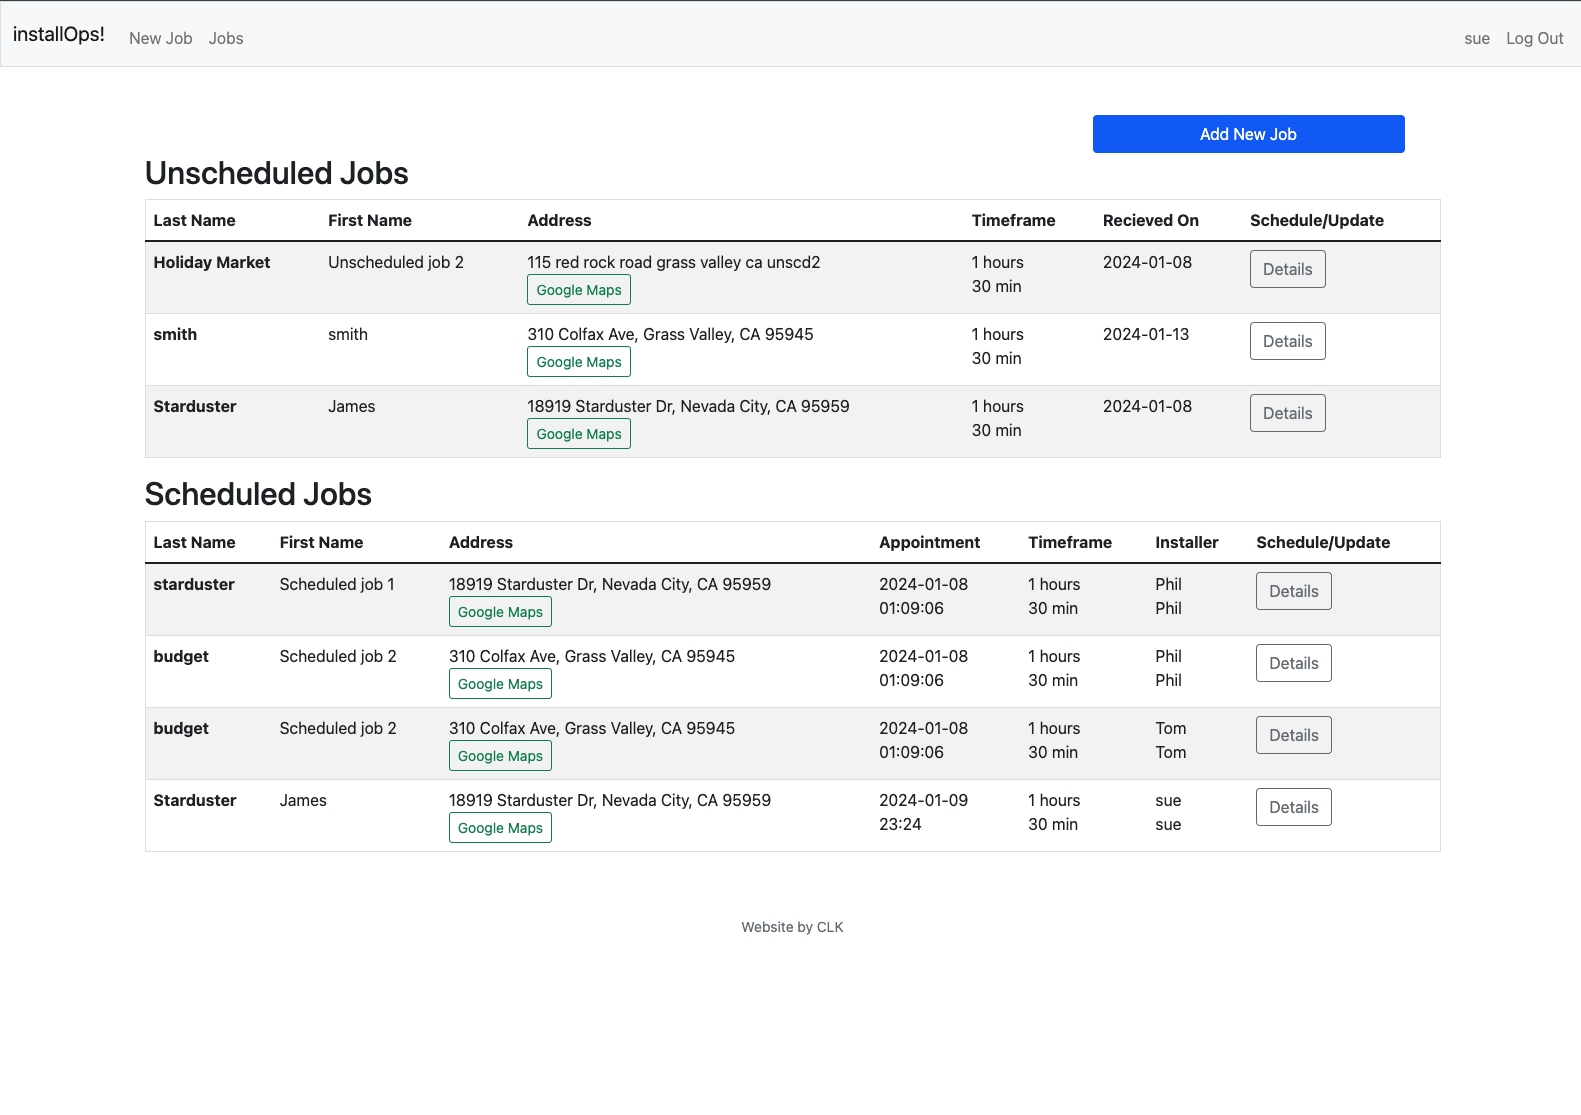 installOps! New Job Jobs sue Log Out
Add New Job
Unscheduled Jobs
Last Name First Name Address Timeframe Recieved On Schedule/Update
Holiday Market Unscheduled job 2 115 red rock road grass valley ca unscd2 1 hours 2024-01-08 Details
Google Maps 30 min
smith smith 310 Colfax Ave, Grass Valley, CA 95945 1 hours 2024-01-13 Details
Google Maps 30 min
Starduster James 18919 Starduster Dr, Nevada City, CA 95959 1 hours 2024-01-08 Details
Google Maps 30 min
Scheduled Jobs
Last Name First Name Address Appointment Timeframe Installer Schedule/Update
starduster Scheduled job 1 18919 Starduster Dr, Nevada City, CA 95959 2024-01-08 1 hours Phil Details
Google Maps 01:09:06 30 min Phil
budget Scheduled job 2 310 Colfax Ave, Grass Valley, CA 95945 2024-01-08 1 hours Phil Details
Google Maps 01:09:06 30 min Phil
budget Scheduled job 2 310 Colfax Ave, Grass Valley, CA 95945 2024-01-08 1 hours Tom Details
Google Maps 01:09:06 30 min Tom
Starduster James 18919 Starduster Dr, Nevada City, CA 95959 2024-01-09 1 hours sue Details
Google Maps 23:24 30 min sue
Website by CLK